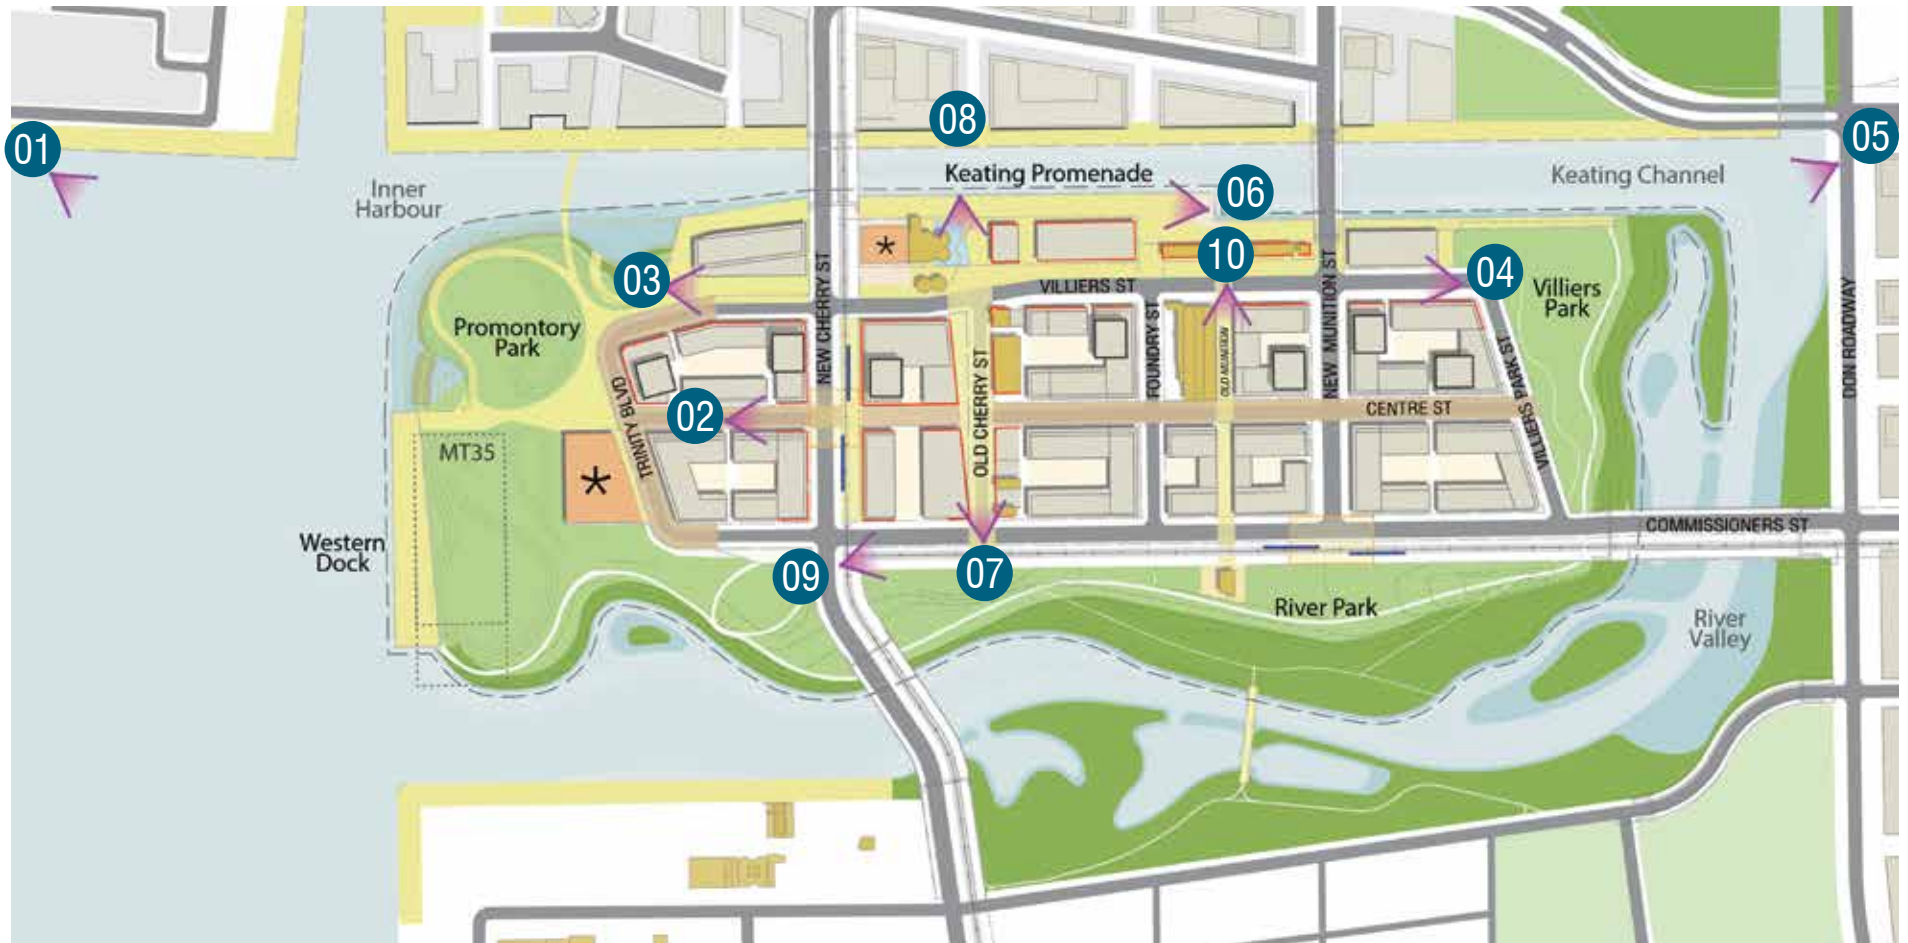 08
01
05
Keating Promenade
Keating Channel
Inner
Harbour
06
*
10
03
04
VILLIERS ST
Villiers
Park
NEW CHERRY ST
NEW MUNITION ST
DON ROADWAY
Promontory
Park
FOUNDRY ST
OLD MUNITION
OLD CHERRY ST
VILLIERS PARK ST
TRINITY BLVD
02
CENTRE ST
MT35
*
COMMISSIONERS ST
Western
Dock
09
07
River Park
River
Valley